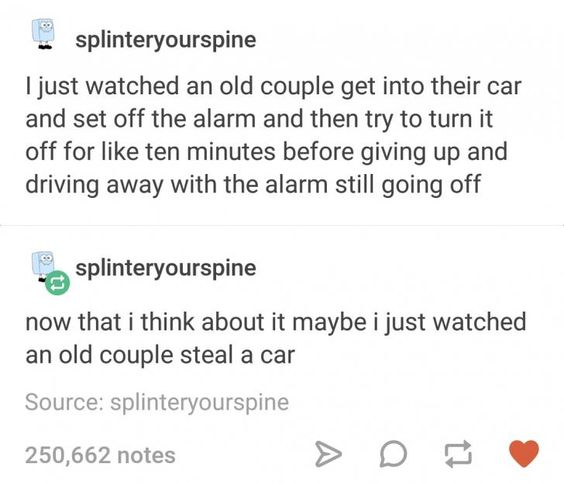 splinteryourspine
I just watched an old couple get into their car
and set off the alarm and then try to turn it
off for like ten minutes before giving up and
driving away with the alarm still going off
splinteryourspine
now that i think about it maybe i just watched
an old couple steal a car
Source: splinteryourspine
250,662 notes